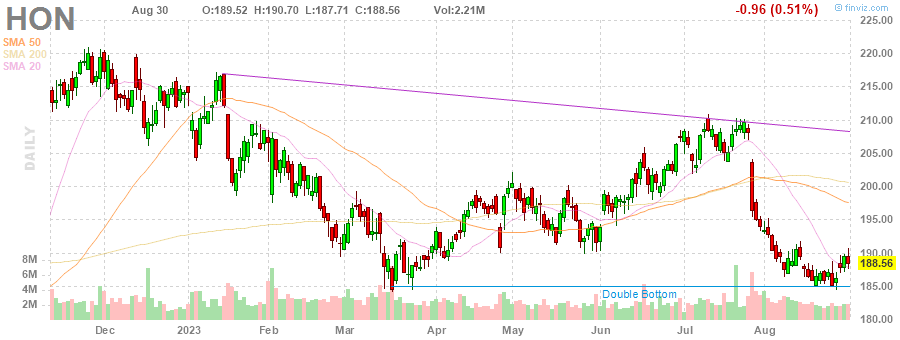 HON Aug 30 O:189.52 H:190.70 L:187.71 C:188.56 Vol:2.21M -0.96 (0.51%) © finviz.com
SMA 50
SMA 200
SMA 20
DAILY
225.00
220.00
215.00
210.00
205.00
200.00
195.00
190.00
188.56
185.00
180.00
8M
6M
4M
2M
Double Bottom
Dec 2023 Feb Mar Apr May Jun Jul Aug